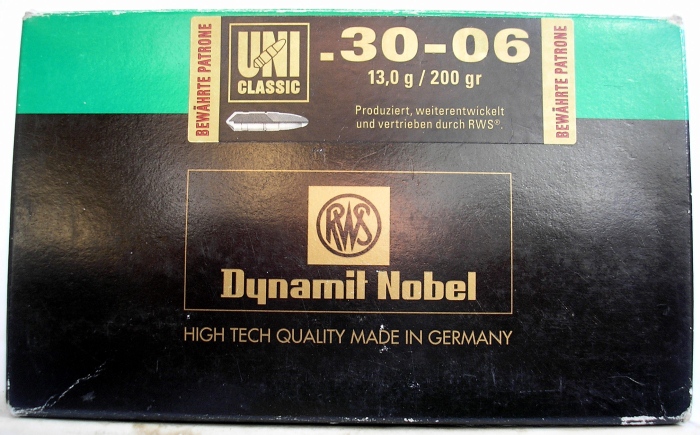 BEWÄHRTE PATRONE
UNI
CLASSIC
.30-06
13,0 g / 200 gr
Produziert, weiterentwickelt
und vertrieben durch RWS®.
BEWÄHRTE PATRONE
RWS
Dynamit Nobel
HIGH TECH QUALITY MADE IN GERMANY